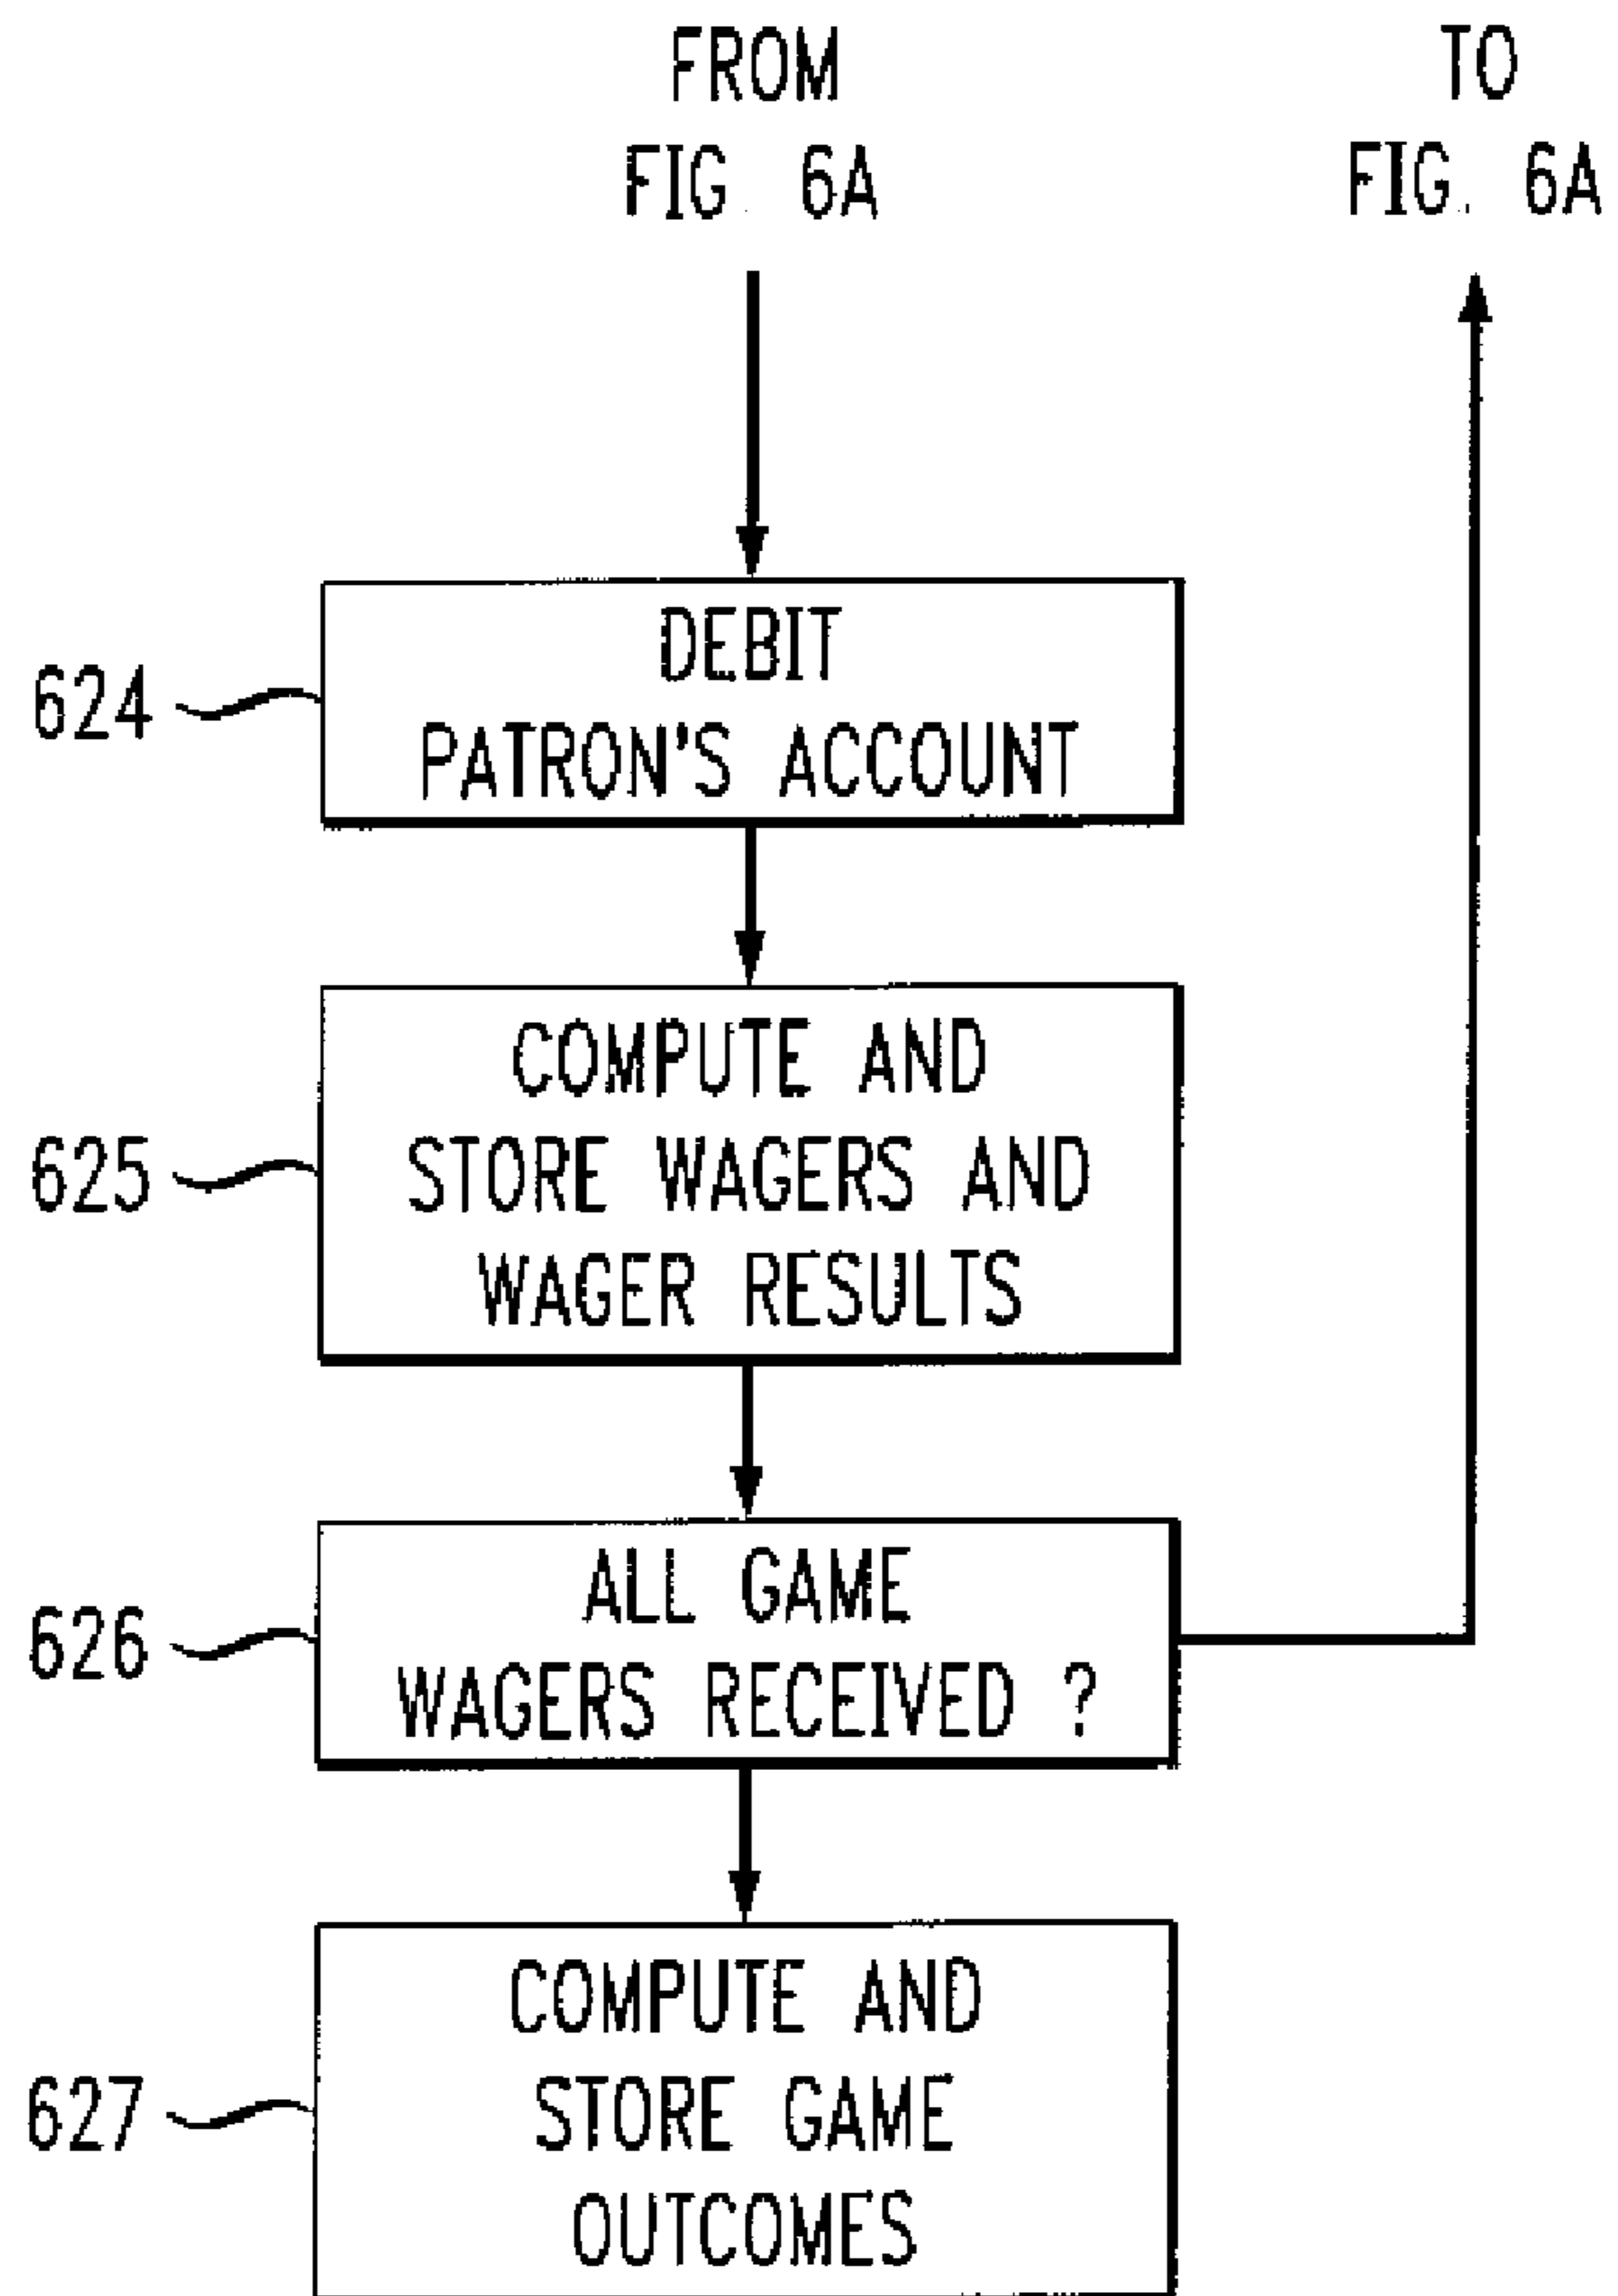 FROM
FIG. 6A
TO
FIG. 6A
624
DEBIT
PATRON'S ACCOUNT
625
COMPUTE AND
STORE WAGERS AND
WAGER RESULTS
626
ALL GAME
WAGERS RECEIVED ?
627
COMPUTE AND
STORE GAME
OUTCOMES